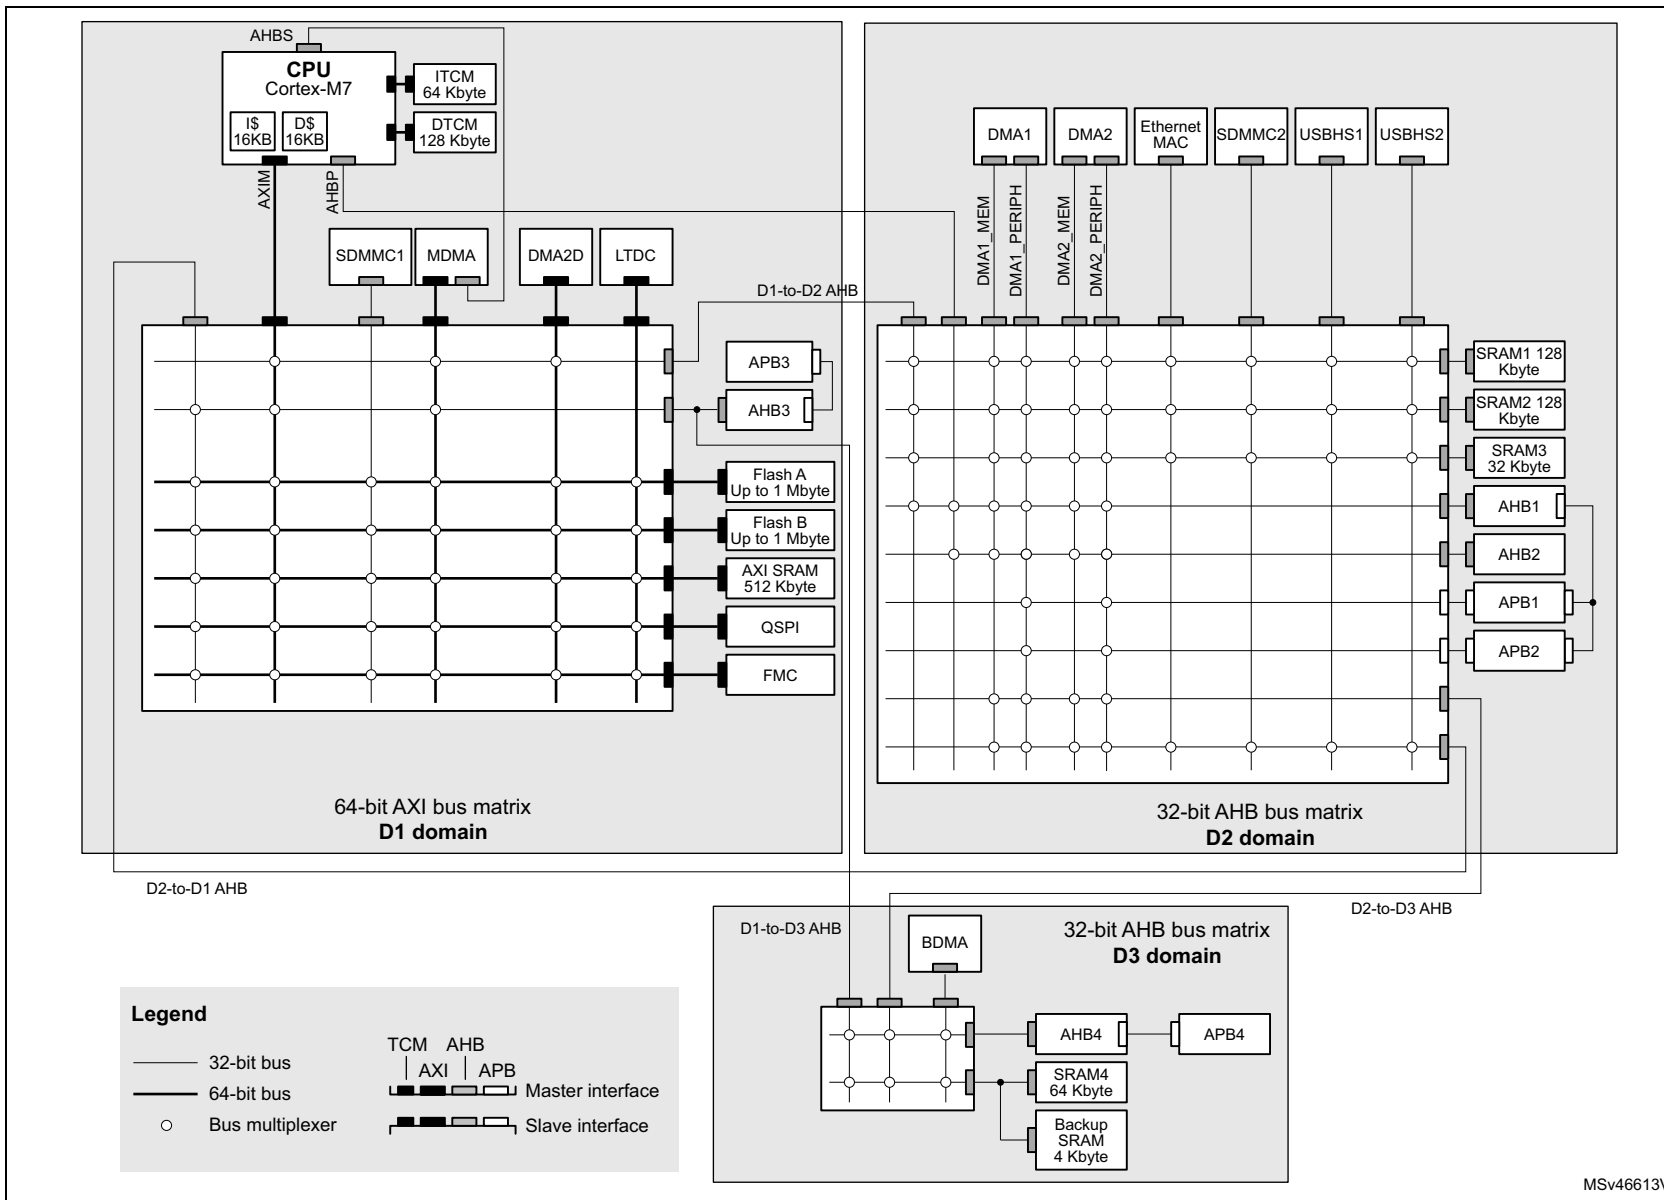 AHBS
CPU
Cortex-M7
I$
16KB
D$
16KB
ITCM
64 Kbyte
DTCM
128 Kbyte
AXIM
AHBP
SDMMC1
MDMA
DMA2D
LTDC
D1-to-D2 AHB
APB3
AHB3
Flash A
Up to 1 Mbyte
Flash B
Up to 1 Mbyte
AXI SRAM
512 Kbyte
QSPI
FMC
64-bit AXI bus matrix
D1 domain
DMA1
DMA2
Ethernet
MAC
SDMMC2
USBHS1
USBHS2
DMA1_MEM
DMA1_PERIPH
DMA2_MEM
DMA2_PERIPH
SRAM1 128
Kbyte
SRAM2 128
Kbyte
SRAM3
32 Kbyte
AHB1
AHB2
APB1
APB2
32-bit AHB bus matrix
D2 domain
D2-to-D1 AHB
D2-to-D3 AHB
D1-to-D3 AHB
BDMA
32-bit AHB bus matrix
D3 domain
AHB4
APB4
SRAM4
64 Kbyte
Backup
SRAM
4 Kbyte
Legend
32-bit bus
64-bit bus
Bus multiplexer
TCM
AHB
AXI
APB
Master interface
Slave interface